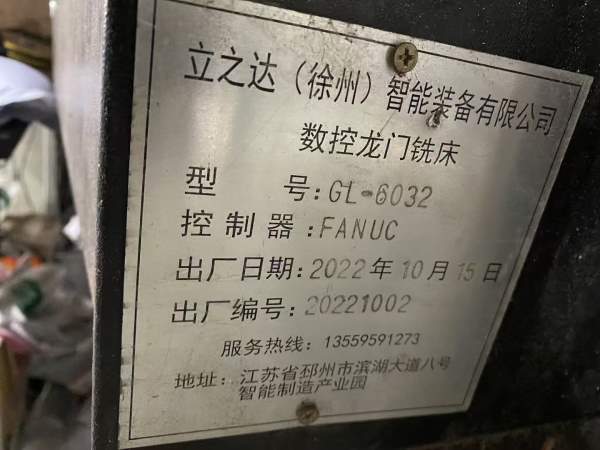 立之达（徐州）智能装备有限公司
数控龙门铣床
型 号:GL-6032
控制器:FANUC
出厂日期:2022年10月15日
出厂编号:20221002
服务热线:13559591273
地址:江苏省邳州市滨湖大道八号
智能制造产业园